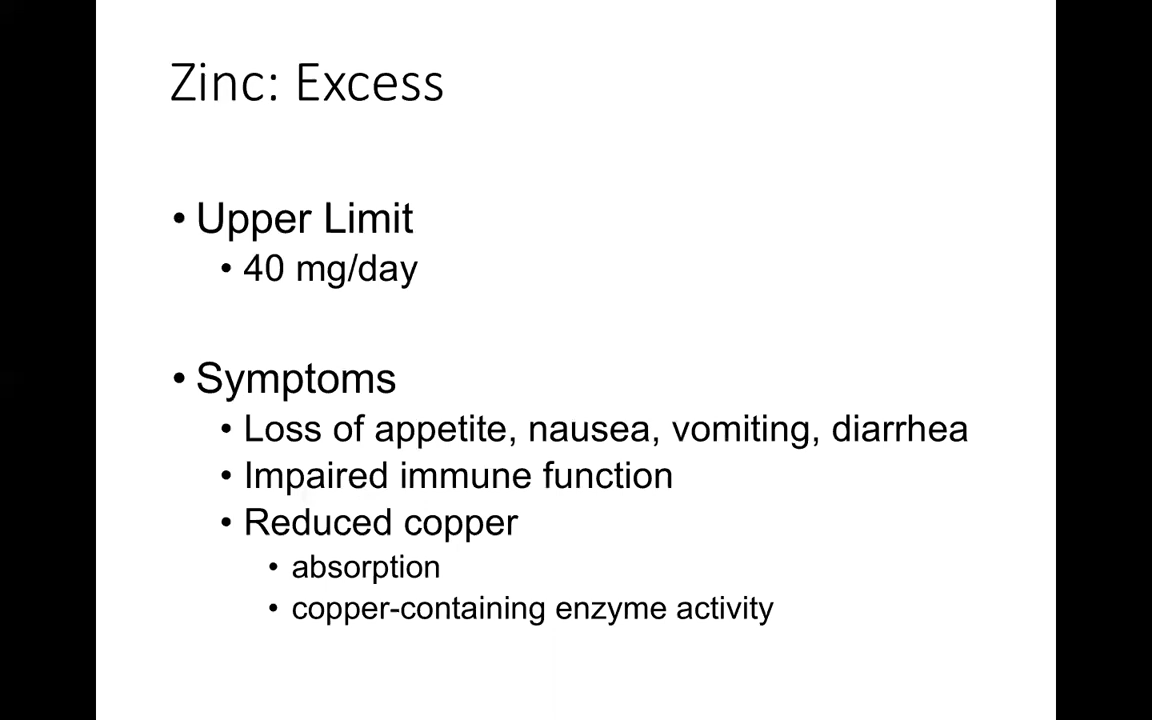 Zinc: Excess
• Upper Limit
• 40 mg/day
• Symptoms
• Loss of appetite, nausea, vomiting, diarrhea
• Impaired immune function
• Reduced copper
• absorption
• copper-containing enzyme activity